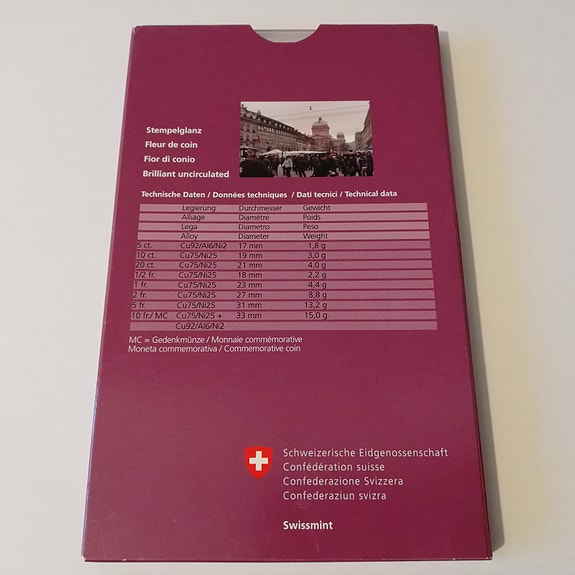 Stempelglanz
Fleur de coin
Fior di conio
Brilliant uncirculated
Technische Daten / Données techniques / Dati tecnici / Technical data
Legierung Durchmesser Gewicht
Alliage Diamètre Poids
Lega Diametro Peso
Alloy Diameter Weight
5 ct. Cu92/Al6/Ni2 17 mm 1,8 g
10 ct. Cu75/Ni25 19 mm 3,0 g
20 ct. Cu75/Ni25 21 mm 4,0 g
1/2 fr. Cu75/Ni25 18 mm 2,2 g
1 fr. Cu75/Ni25 23 mm 4,4 g
2 fr. Cu75/Ni25 27 mm 8,8 g
5 fr. Cu75/Ni25 31 mm 13,2 g
10 fr./ MC Cu75/Ni25 + 33 mm 15,0 g
Cu92/Al6/Ni2
MC = Gedenkmünze / Monnaie commémorative
Moneta commemorativa / Commemorative coin
Schweizerische Eidgenossenschaft
Confédération suisse
Confederazione Svizzera
Confederaziun svizra
Swissmint